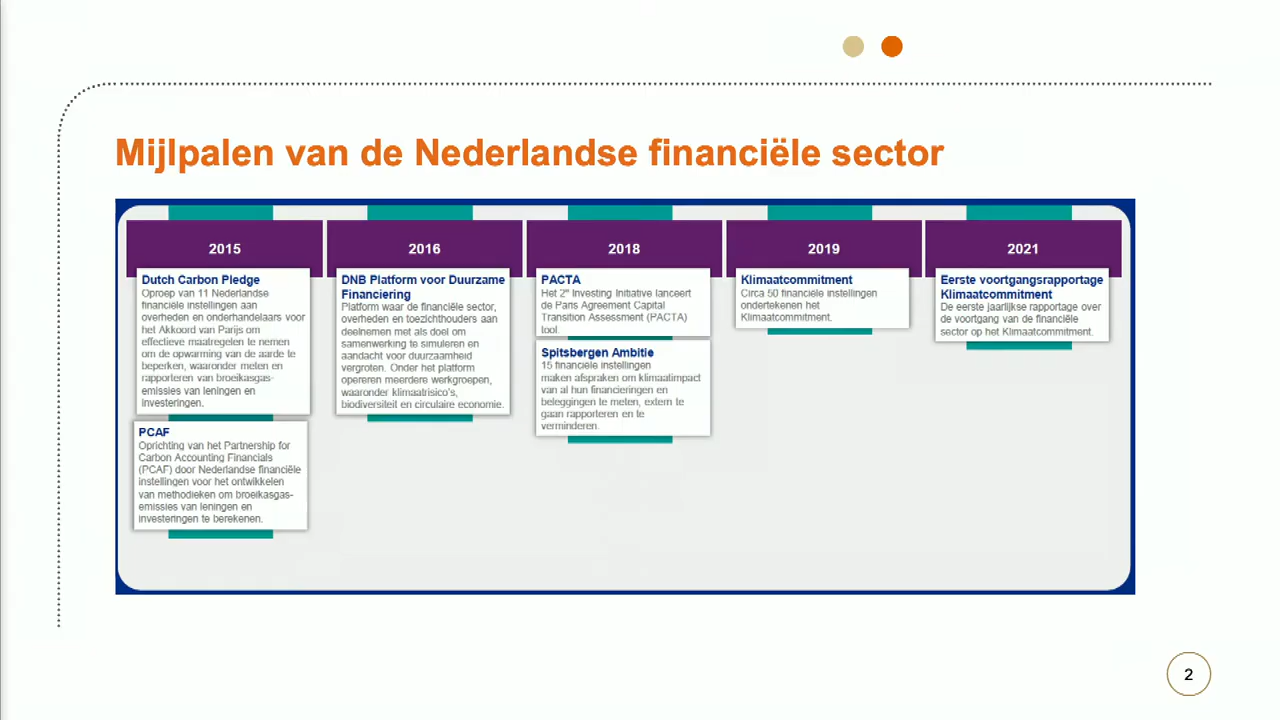 Mijlpalen van de Nederlandse financiële sector
2015
Dutch Carbon Pledge
Oproep van 11 Nederlandse
financiële instellingen aan
overheden en onderhandelaars voor
het Akkoord van Parijs om
effectieve maatregelen te nemen
om de opwarming van de aarde te
beperken, waaronder meten en
rapporteren van broeikasgas-
emissies van leningen en
investeringen.
PCAF
Oprichting van het Partnership for
Carbon Accounting Financials
(PCAF) door Nederlandse financiële
instellingen voor het ontwikkelen
van methodieken om broeikasgas-
emissies van leningen en
investeringen te berekenen.
2016
DNB Platform voor Duurzame
Financiering
Platform waar de financiële sector,
overheden en toezichthouders aan
deelnemen met als doel om
samenwerking te simuleren en
aandacht voor duurzaamheid
vergroten. Onder het platform
opereren meerdere werkgroepen,
waaronder klimaatrisico's,
biodiversiteit en circulaire economie.
2018
PACTA
Het 2° Investing Initiative lanceert
de Paris Agreement Capital
Transition Assessment (PACTA)
tool.
Spitsbergen Ambitie
15 financiële instellingen
maken afspraken om klimaatimpact
van al hun financieringen en
beleggingen te meten, extern te
gaan rapporteren en te
verminderen.
2019
Klimaatcommitment
Circa 50 financiële instellingen
ondertekenen het
Klimaatcommitment.
2021
Eerste voortgangsrapportage
Klimaatcommitment
De eerste jaarlijkse rapportage over
de voortgang van de financiële
sector op het Klimaatcommitment.
2